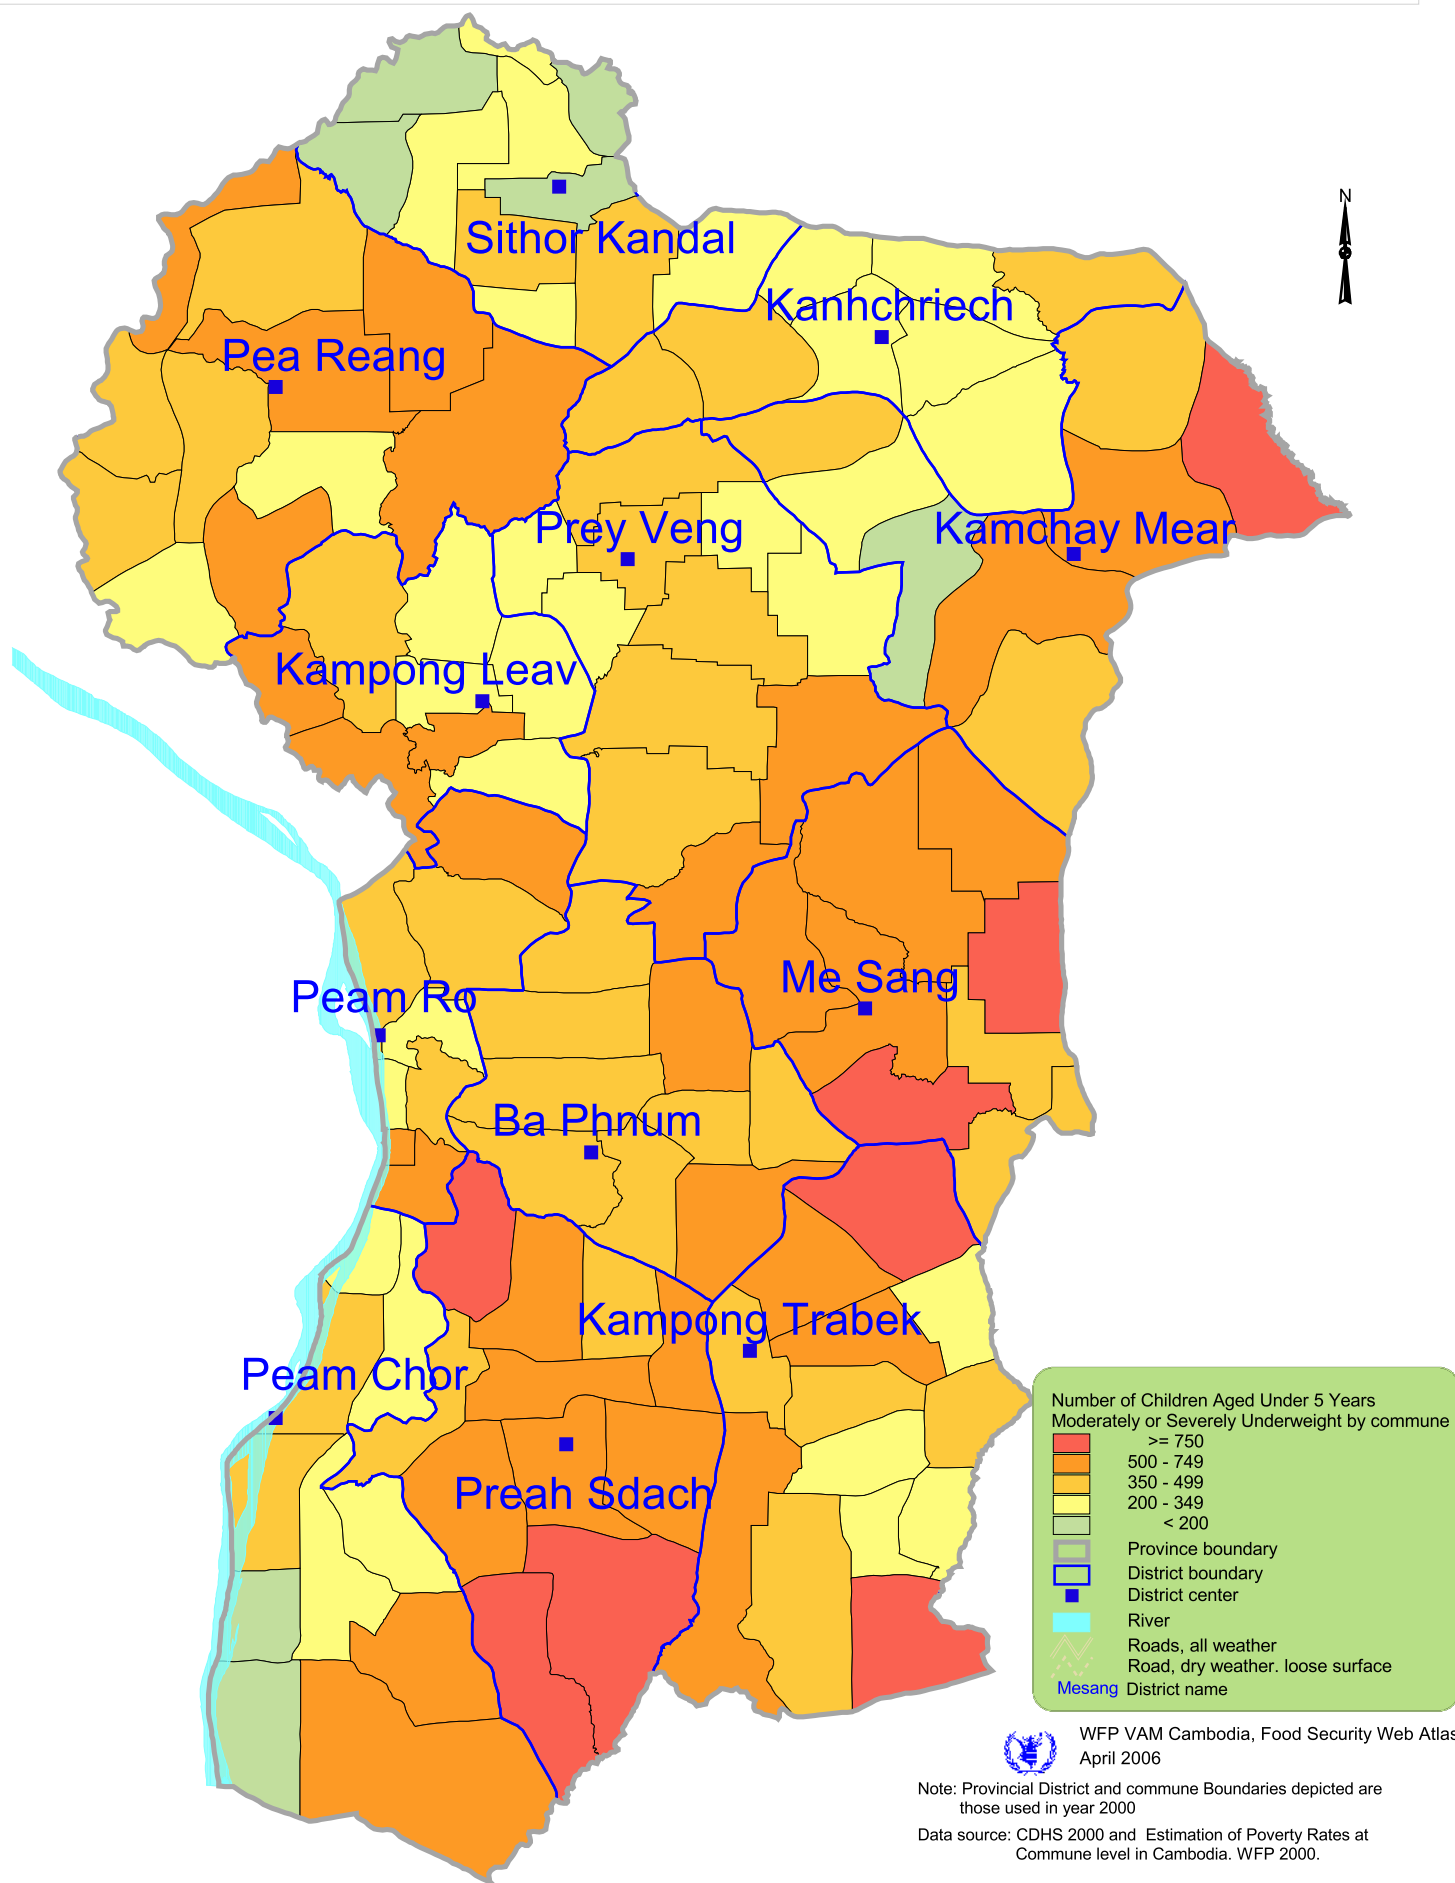 N
Sithor Kandal
Kanhchriech
Pea Reang
Prey Veng
Kamchay Mear
Kampong Leav
Me Sang
Peam Ro
Ba Phnum
Kampong Trabek
Peam Chor
Preah Sdach
Number of Children Aged Under 5 Years
Moderately or Severely Underweight by commune
>= 750
500 - 749
350 - 499
200 - 349
< 200
Province boundary
District boundary
District center
River
Roads, all weather
Road, dry weather. loose surface
Mesang District name
WFP VAM Cambodia, Food Security Web Atlas
April 2006
Note: Provincial District and commune Boundaries depicted are
those used in year 2000
Data source: CDHS 2000 and Estimation of Poverty Rates at
Commune level in Cambodia. WFP 2000.